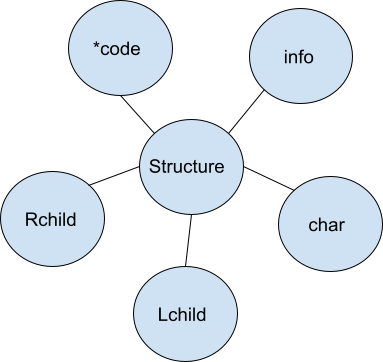 *code
info
Structure
Rchild
char
Lchild